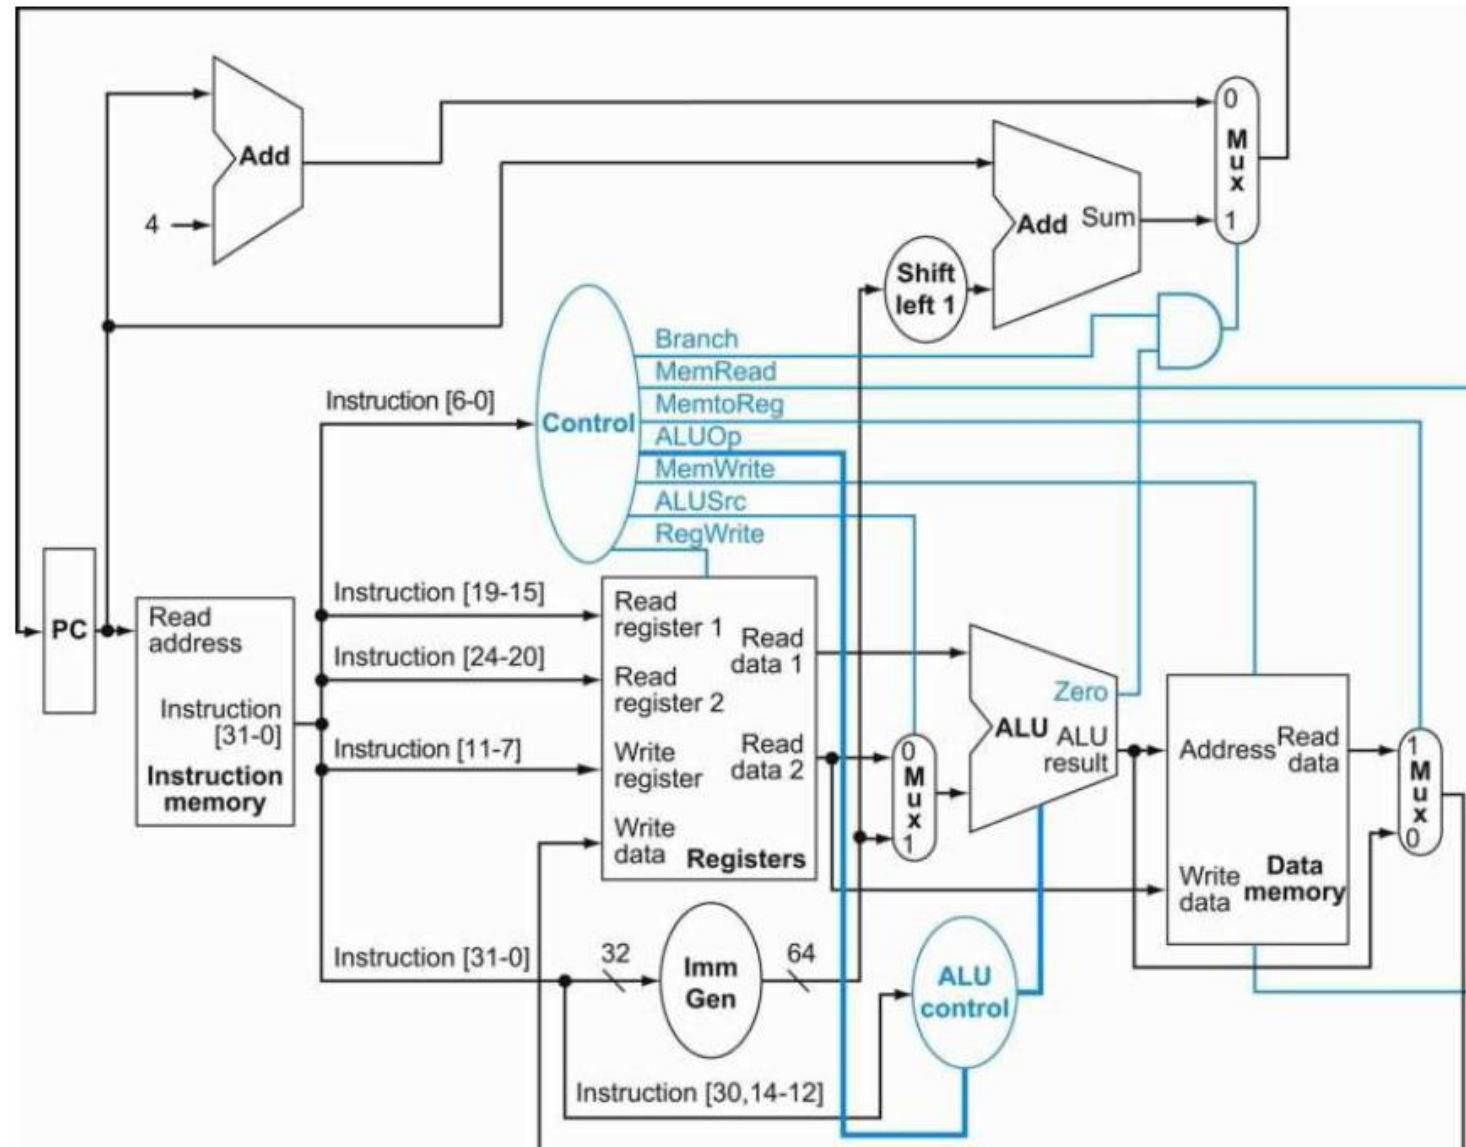 Add
4
0
M
u
x
1
Add Sum
Shift
left 1
Branch
MemRead
MemtoReg
ALUOp
MemWrite
ALUSrc
RegWrite
Control
Instruction [6-0]
Instruction [19-15]
Instruction [24-20]
Instruction [11-7]
PC
Read
address
Instruction
[31-0]
Instruction
memory
Read
register 1
Read
register 2
Write
register
Write
data
Read
data 1
Read
data 2
Registers
0
M
u
x
1
Zero
ALU
ALU
result
Address
Read
data
Write
data
Data
memory
1
M
u
x
0
Instruction [31-0]
32
Imm
Gen
64
ALU
control
Instruction [30,14-12]